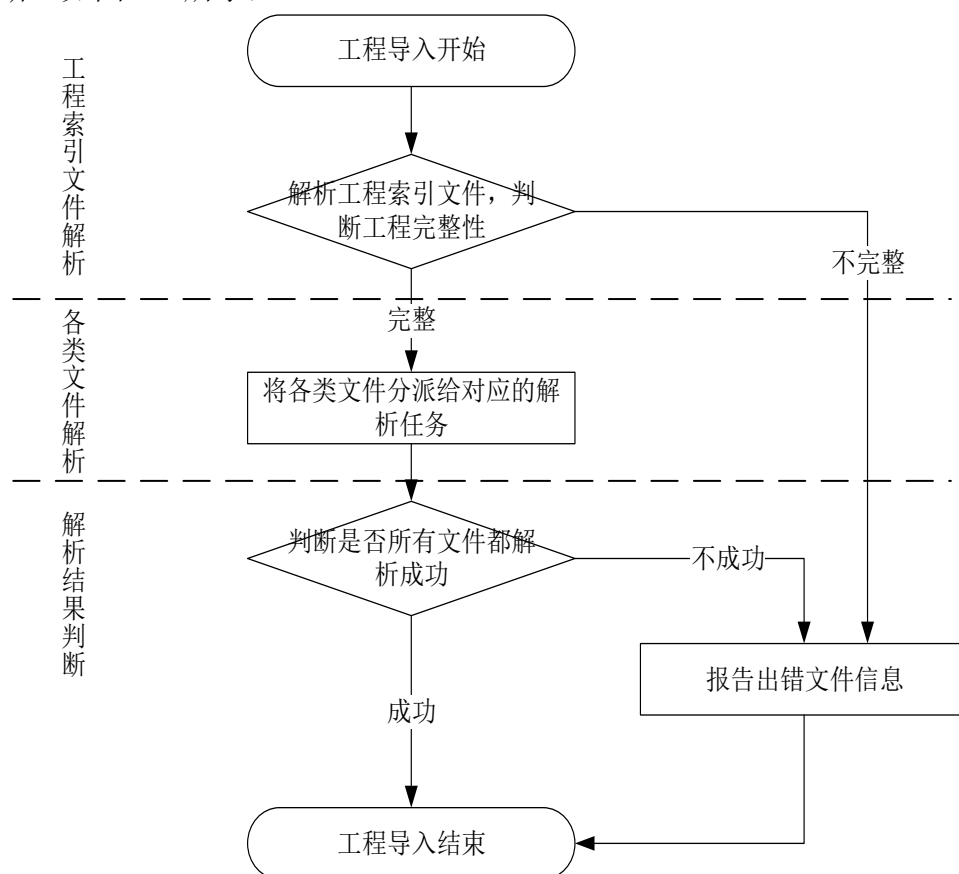 工程导入开始
工程索引文件解析
解析工程索引文件，判
断工程完整性
不完整
完整
各类文件解析
将各类文件分派给对应的解
析任务
解析结果判断
判断是否所有文件都解
析成功
不成功
报告出错文件信息
成功
工程导入结束